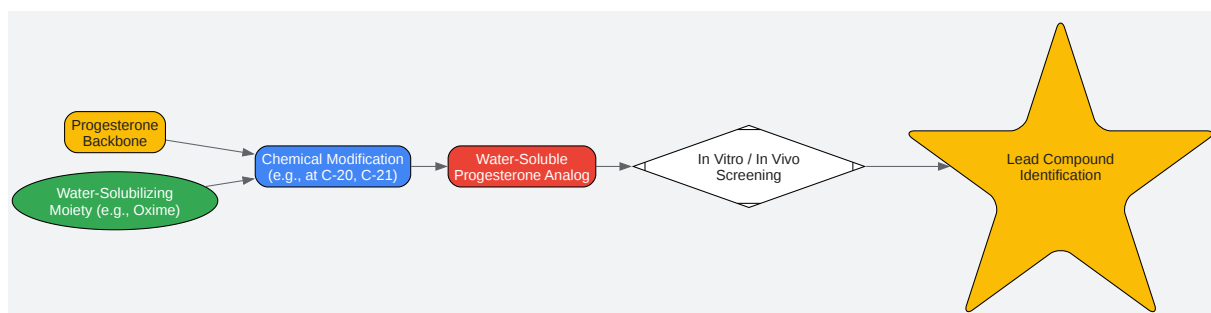 Progesterone
Backbone
Water-Solubilizing
Moiety (e.g., Oxime)
Chemical Modification
(e.g., at C-20, C-21)
Water-Soluble
Progesterone Analog
In Vitro / In Vivo
Screening
Lead Compound
Identification